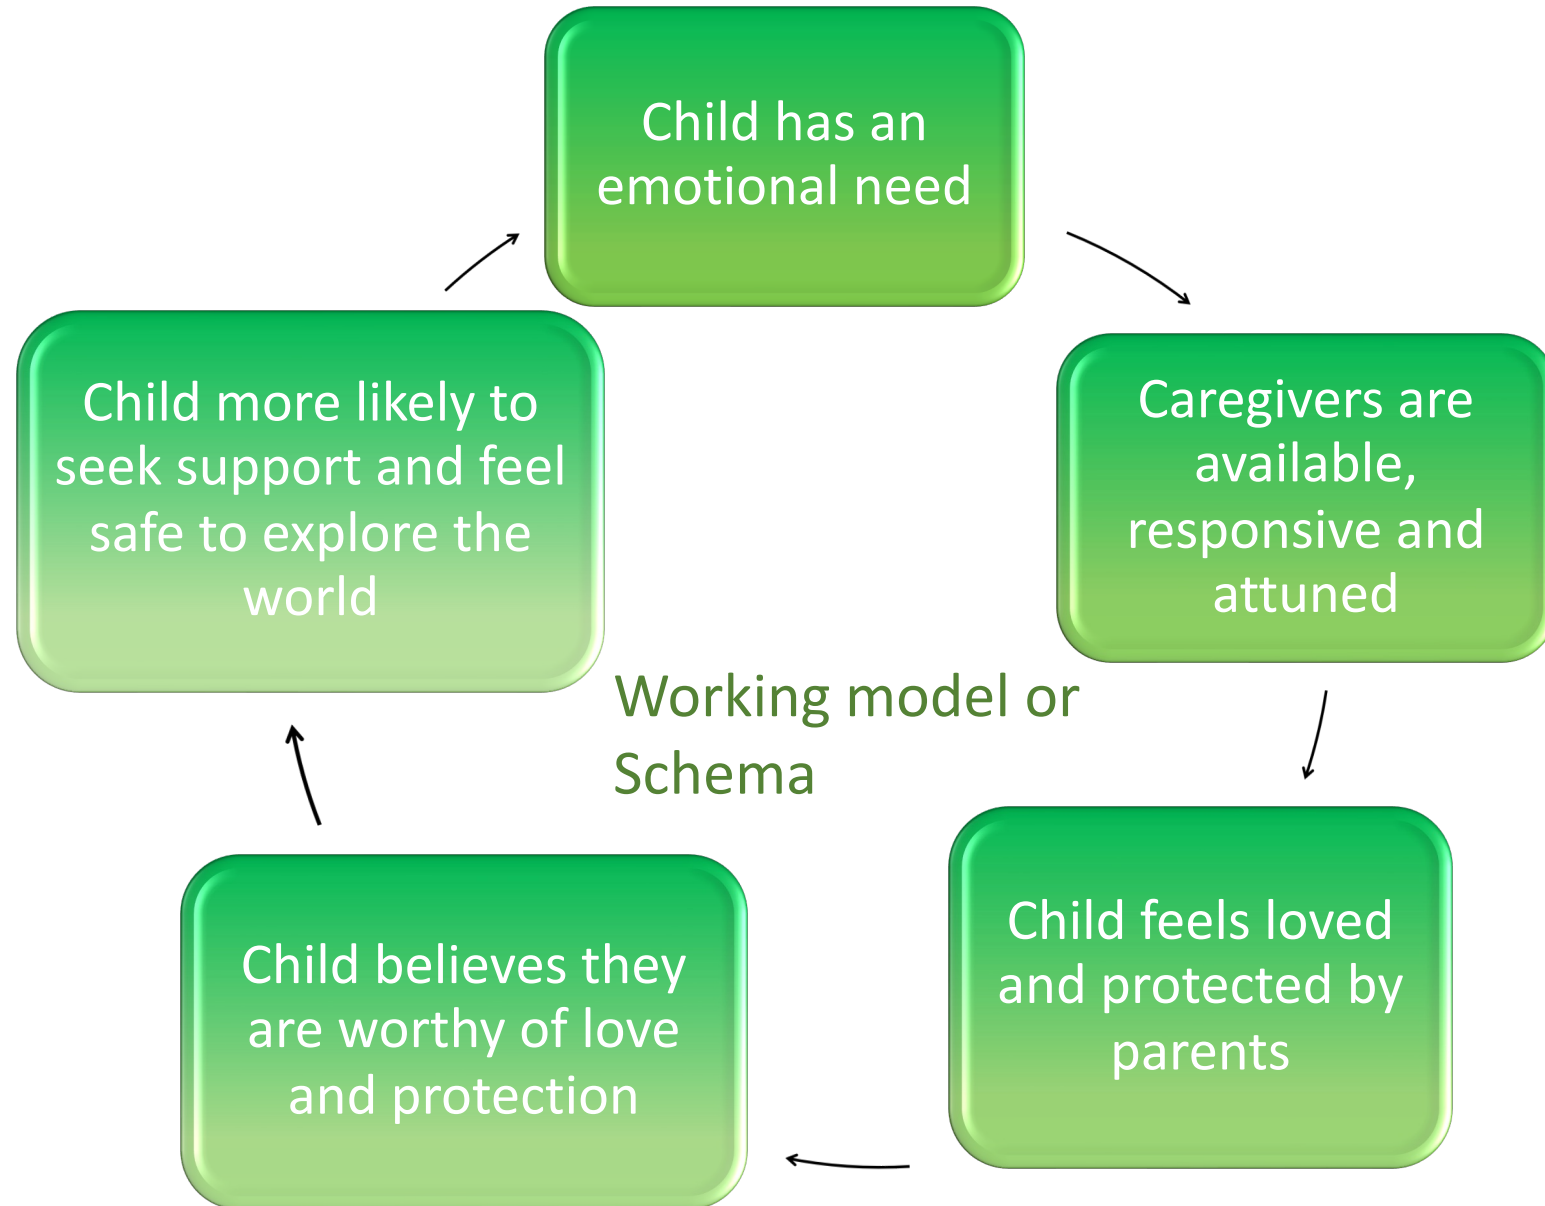 Child has an
emotional need
Caregivers are
available,
responsive and
attuned
Child feels loved
and protected by
parents
Child believes they
are worthy of love
and protection
Child more likely to
seek support and feel
safe to explore the
world
Working model or
Schema